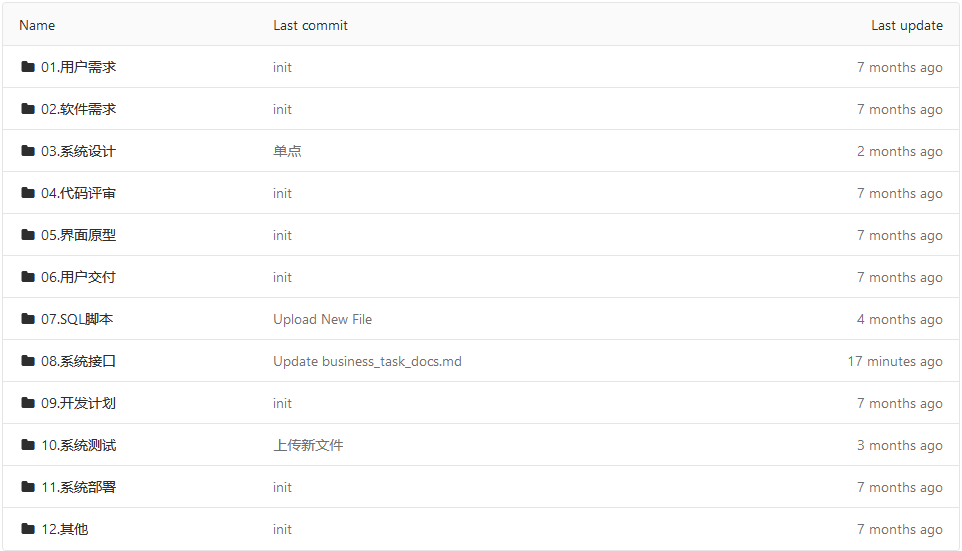 Name Last commit Last update
01.用户需求 init 7 months ago
02.软件需求 init 7 months ago
03.系统设计 单点 2 months ago
04.代码评审 init 7 months ago
05.界面原型 init 7 months ago
06.用户交付 init 7 months ago
07.SQL脚本 Upload New File 4 months ago
08.系统接口 Update business_task_docs.md 17 minutes ago
09.开发计划 init 7 months ago
10.系统测试 上传新文件 3 months ago
11.系统部署 init 7 months ago
12.其他 init 7 months ago